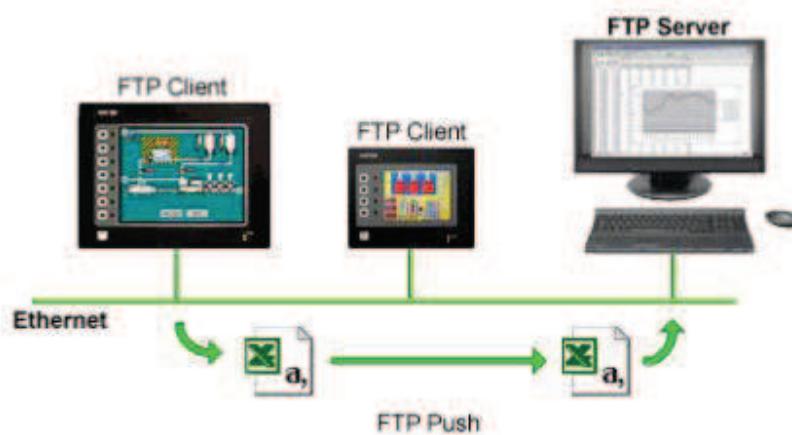 FTP Server
FTP Client
FTP Client
Ethernet
a,
a,
FTP Push